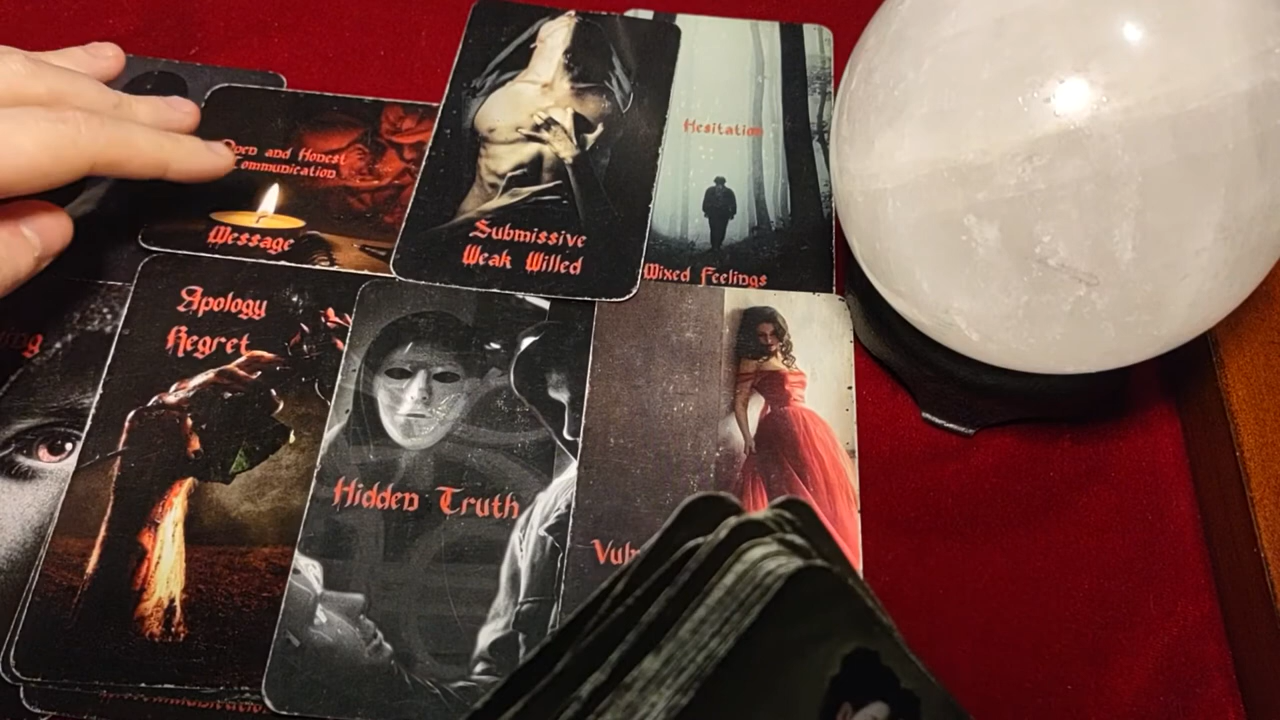 Open and Honest
Communication
Message
Submissive
Weak Willed
Hesitation
Mixed Feelings
Apology
Regret
Hidden Truth